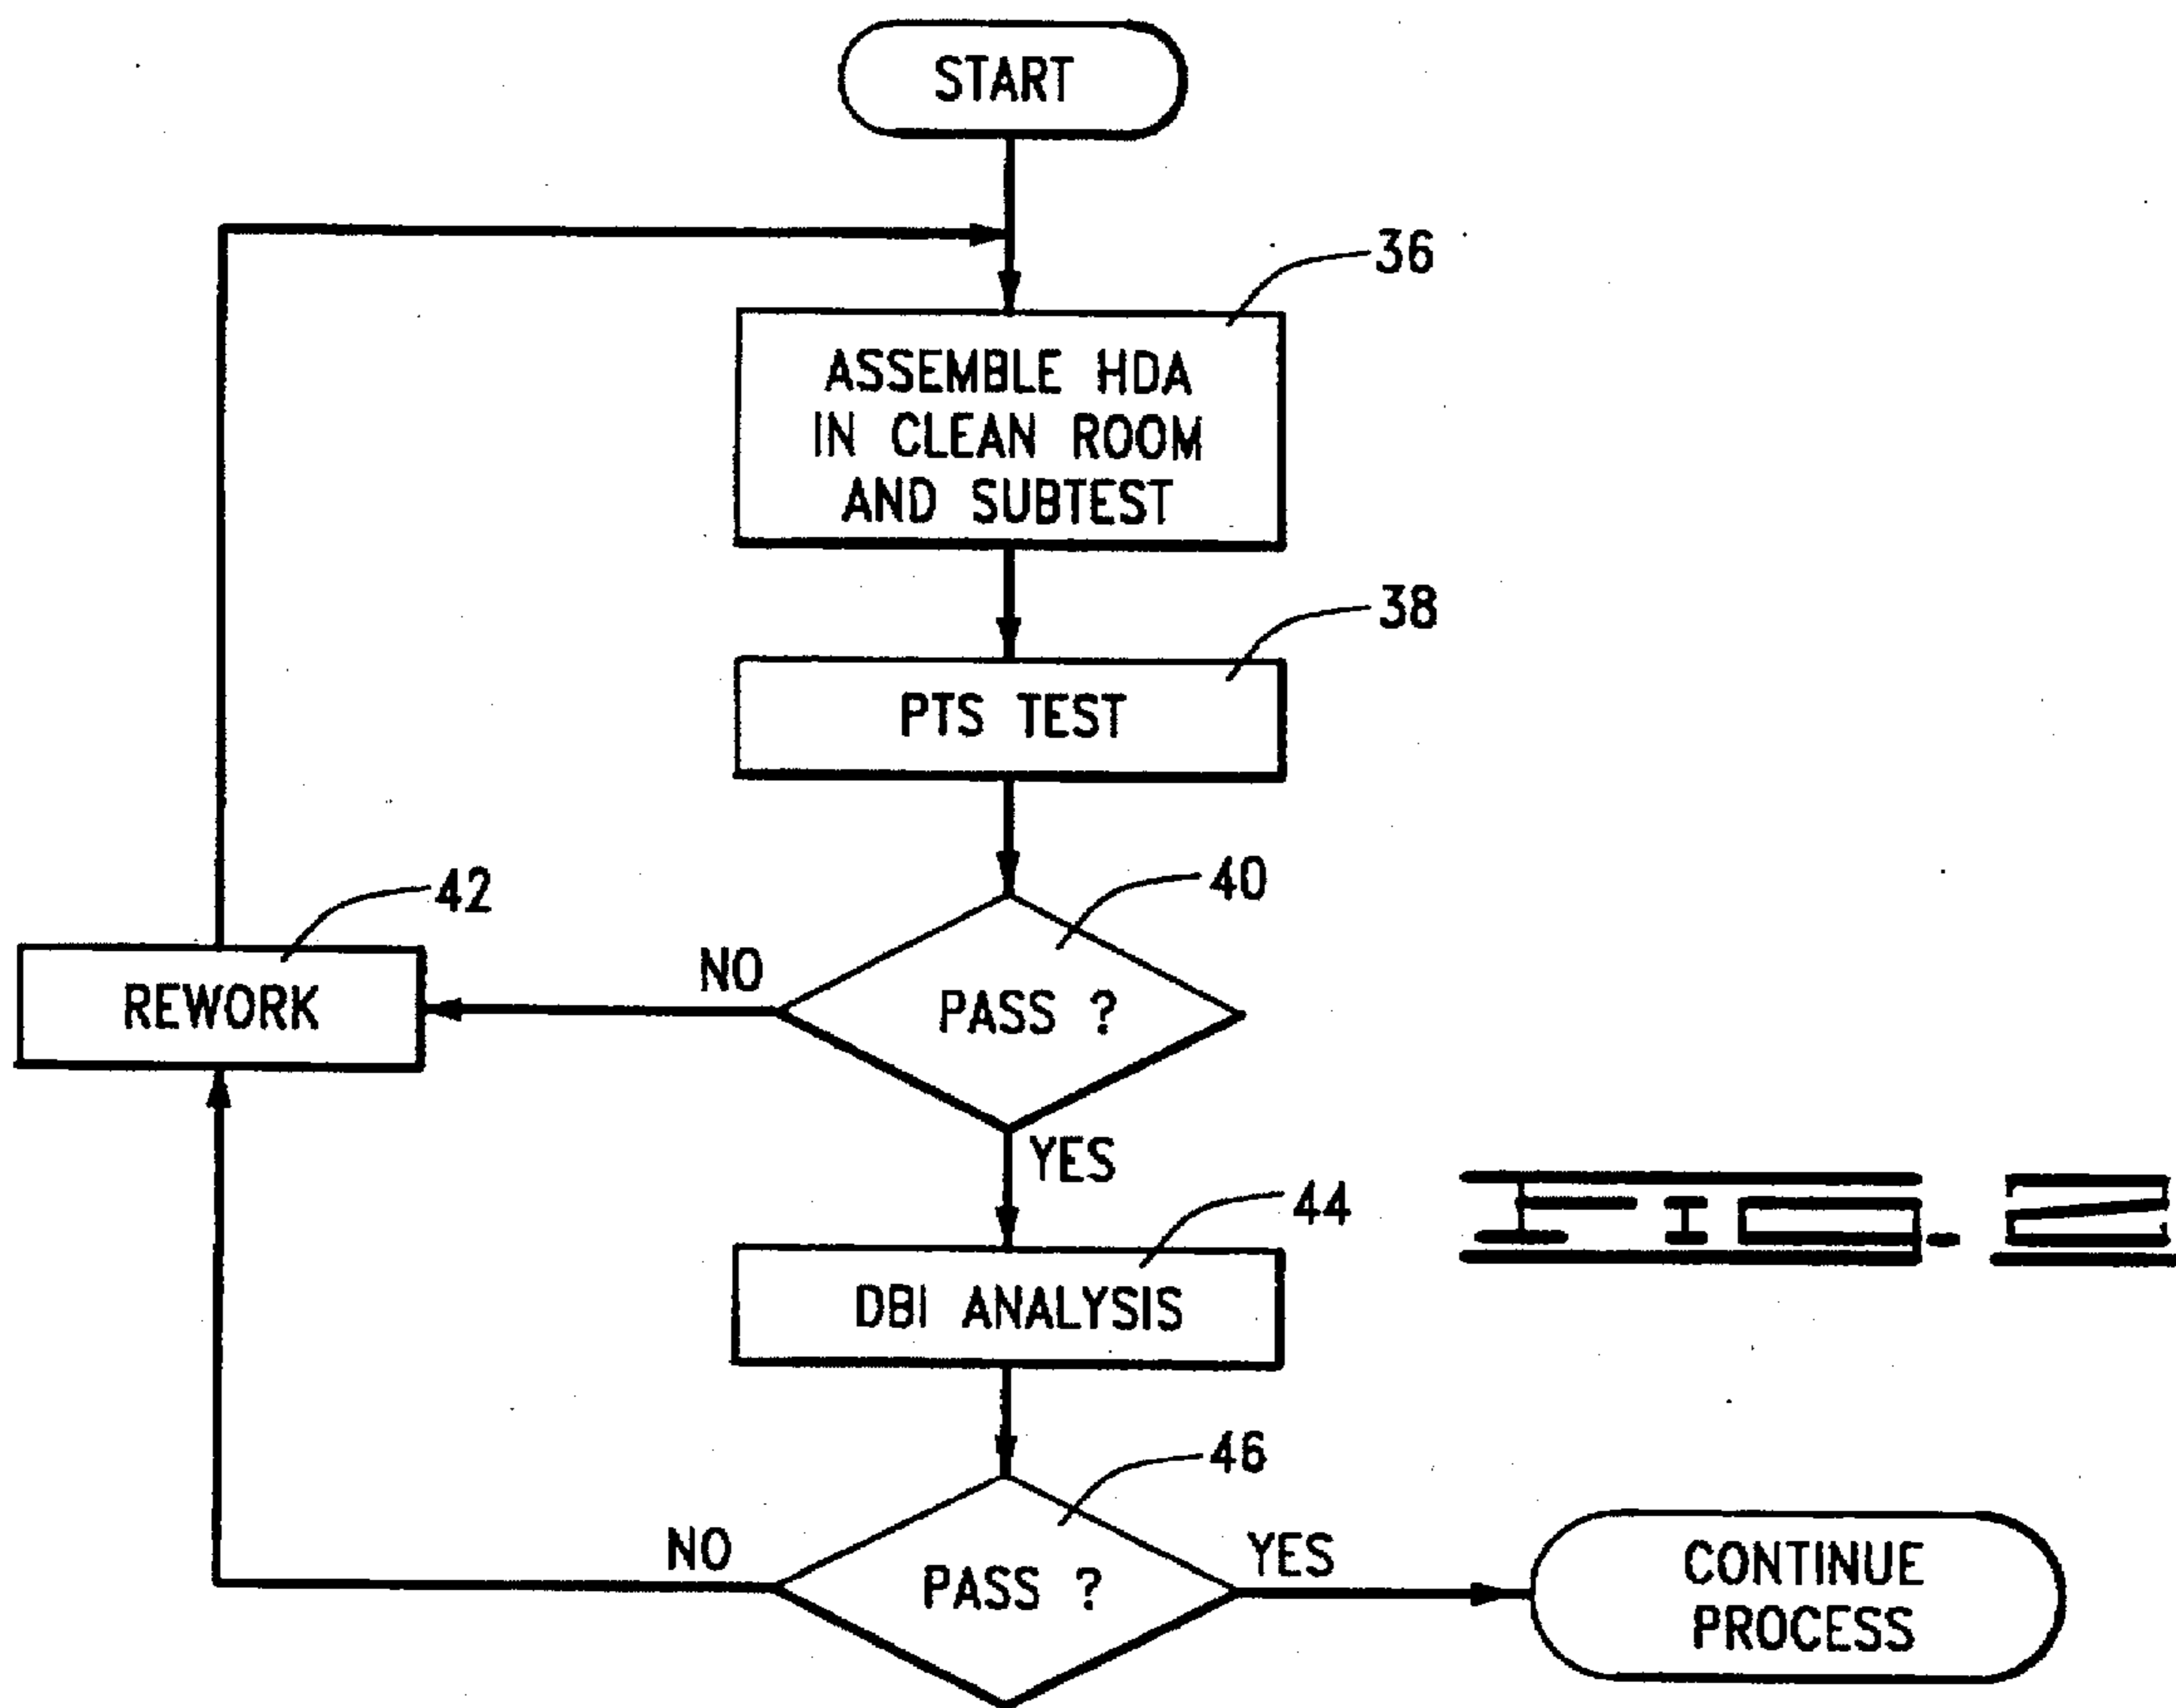 START
36
ASSEMBLE HDA
IN CLEAN ROOM
AND SUBTEST
38
PTS TEST
40
42
NO
REWORK
PASS ?
YES
44
DBI ANALYSIS
FIG. 2
46
NO
YES
PASS ?
CONTINUE
PROCESS